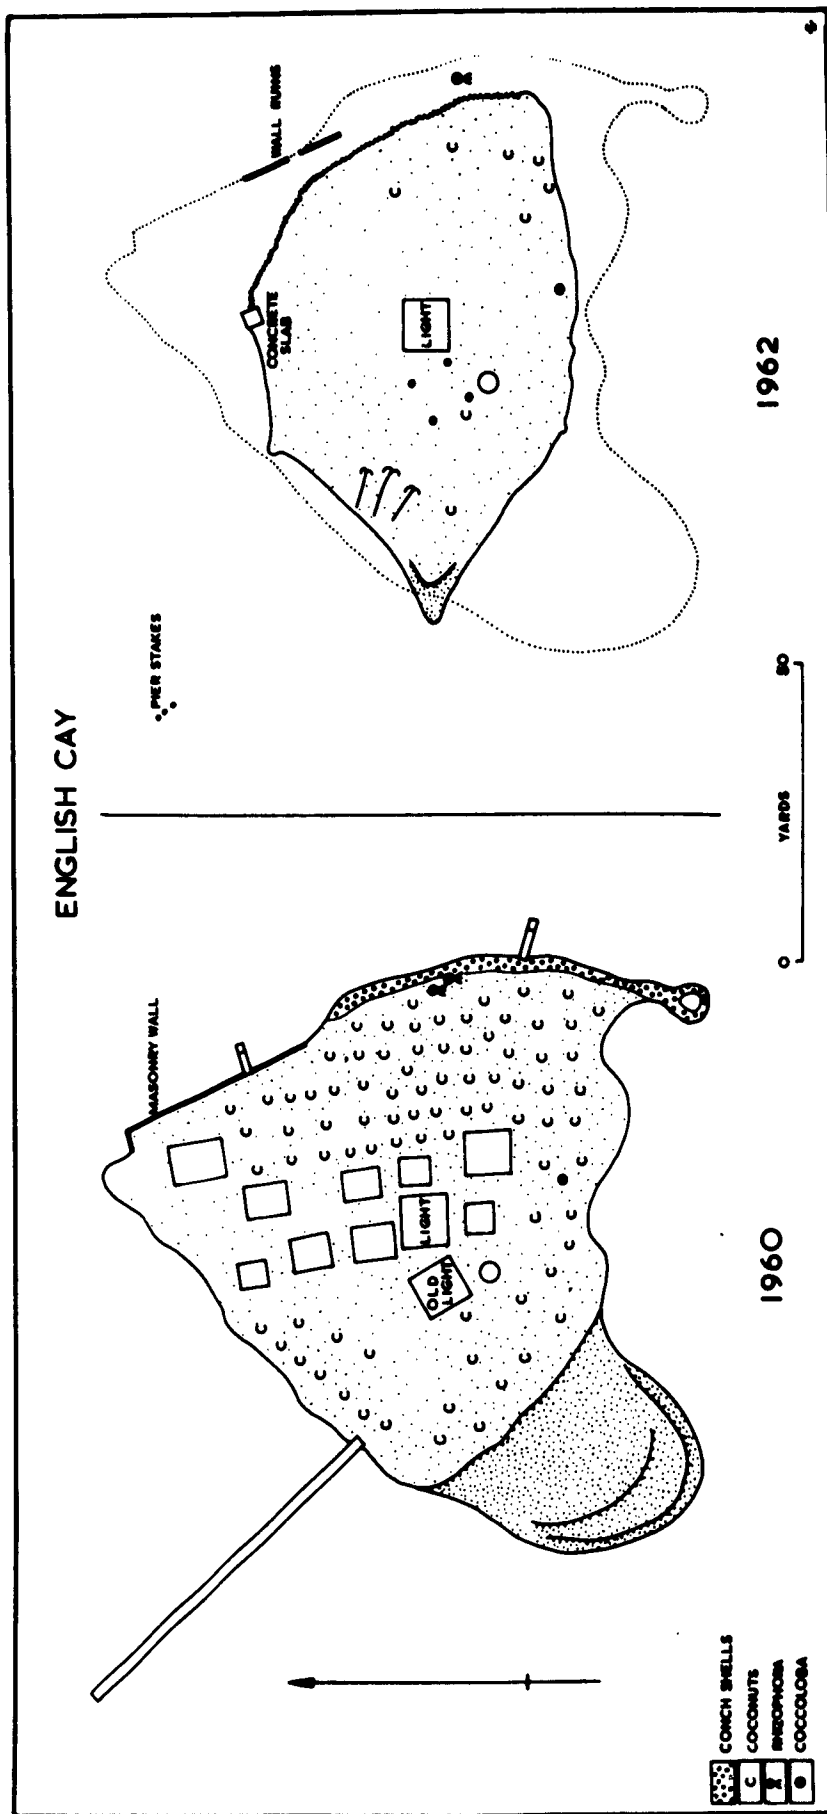 ENGLISH CAY
MASONRY WALL
LIGHT
OLD
LIGHT
1960
CONCH SHELLS
C COCONUTS
RHIZOPHORA
COCCOLOBA
0 YARDS 50
PIER STAKES
WALL RUINS
CONCRETE
SLAB
LIGHT
1962